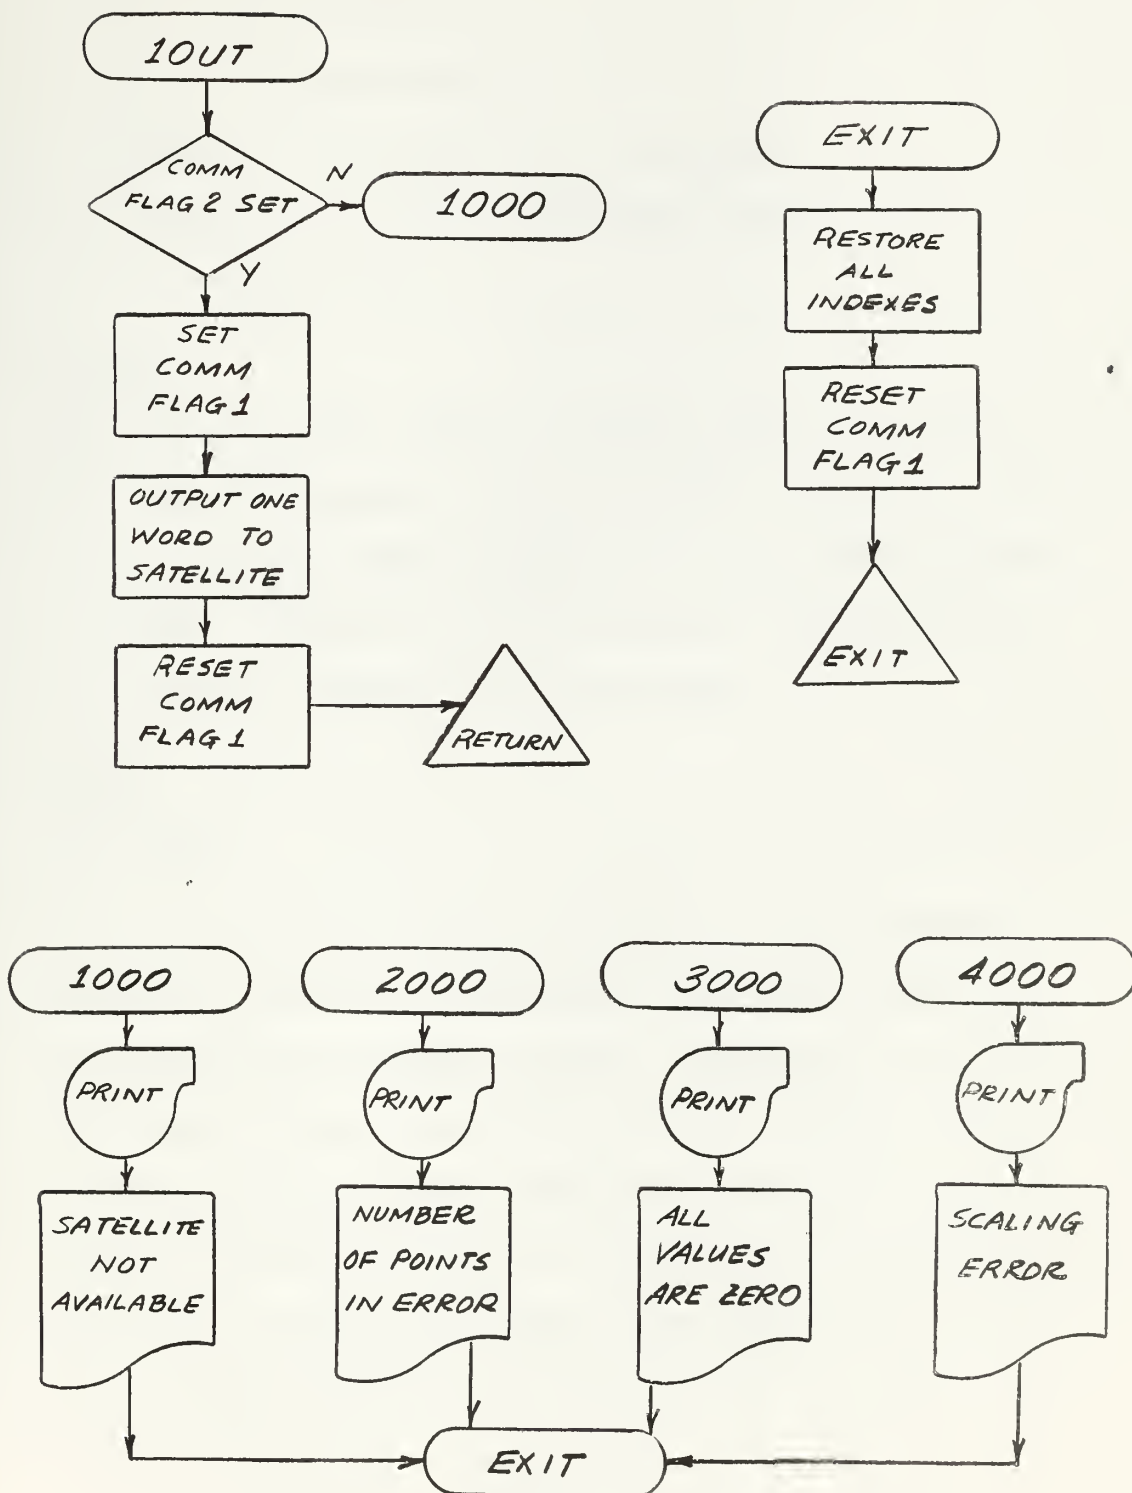 1OUT
COMM
FLAG 2 SET
N
1000
Y
SET
COMM
FLAG 1
OUTPUT ONE
WORD TO
SATELLITE
RESET
COMM
FLAG 1
RETURN
EXIT
RESTORE
ALL
INDEXES
RESET
COMM
FLAG 1
EXIT
1000
PRINT
SATELLITE
NOT
AVAILABLE
2000
PRINT
NUMBER
OF POINTS
IN ERROR
3000
PRINT
ALL
VALUES
ARE ZERO
4000
PRINT
SCALING
ERROR
EXIT